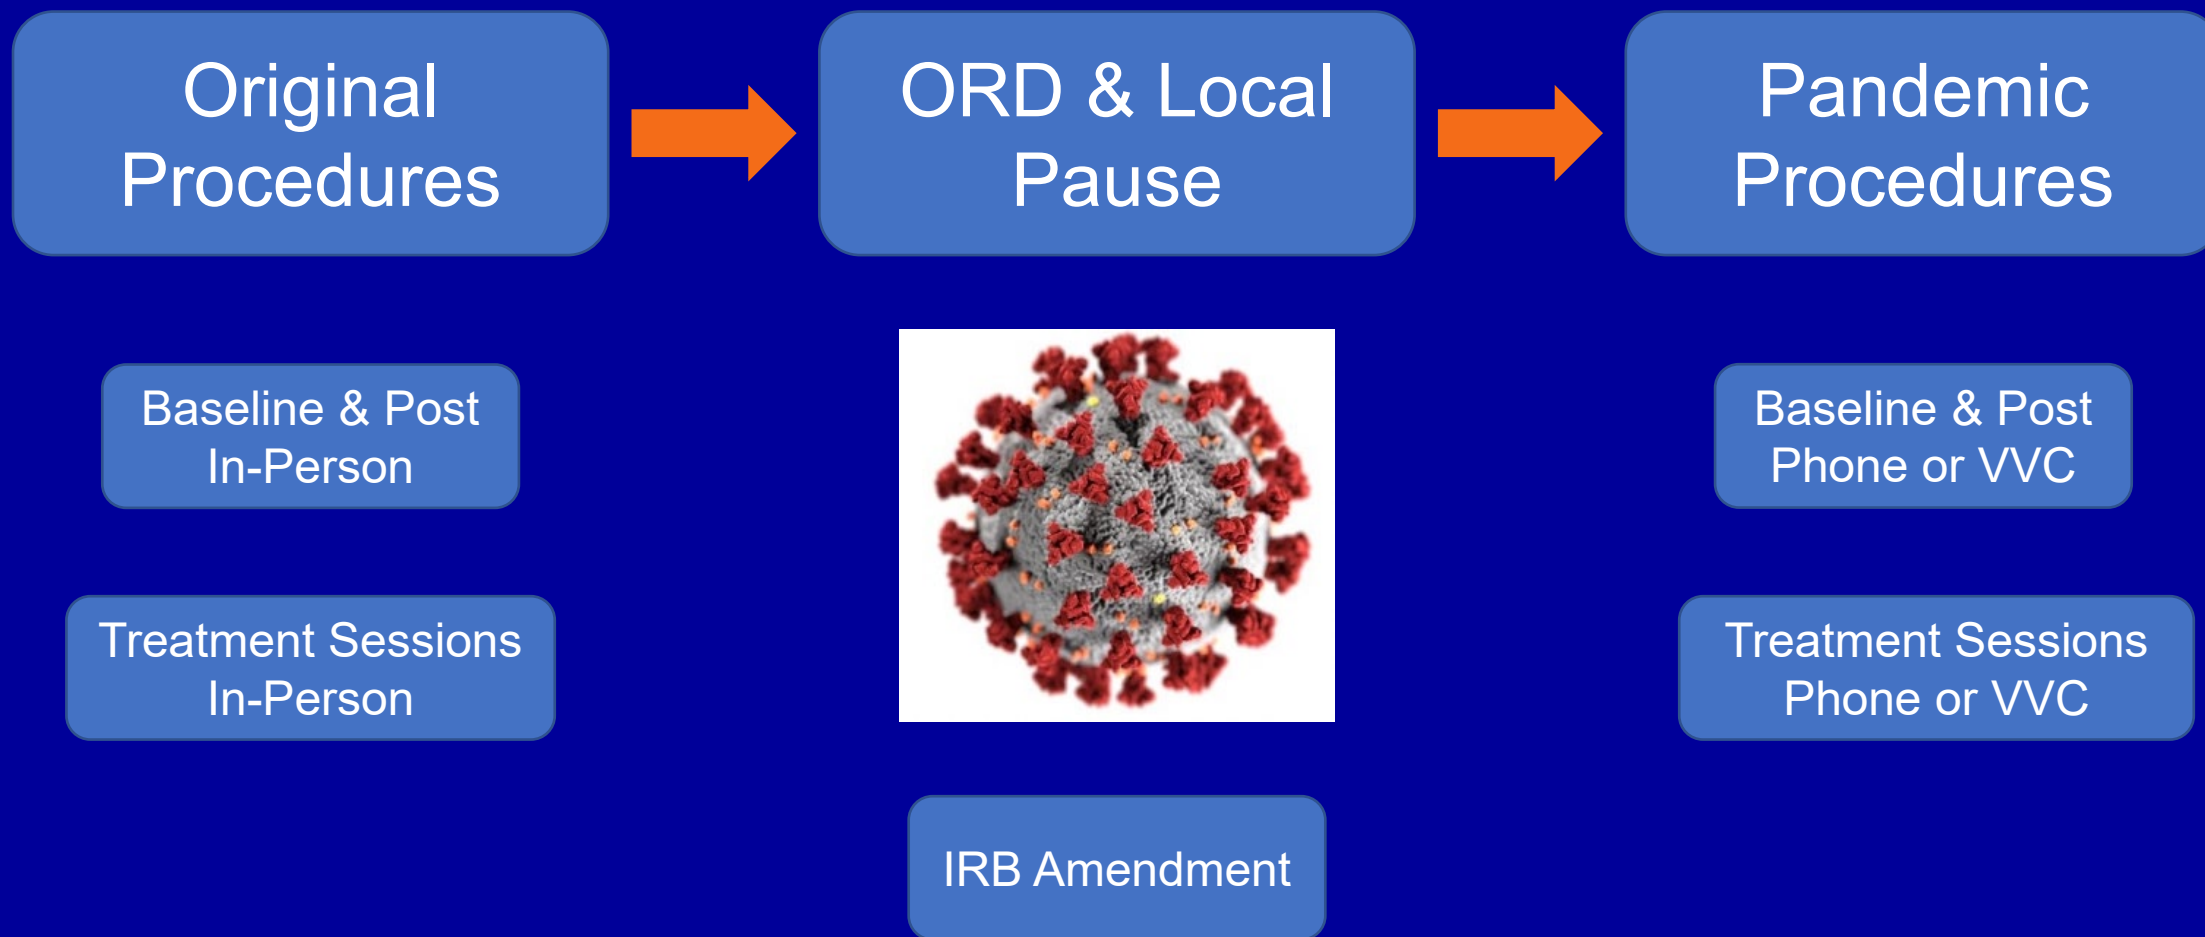 Original
Procedures
ORD & Local
Pause
Pandemic
Procedures
Baseline & Post
In-Person
Treatment Sessions
In-Person
IRB Amendment
Baseline & Post
Phone or VVC
Treatment Sessions
Phone or VVC